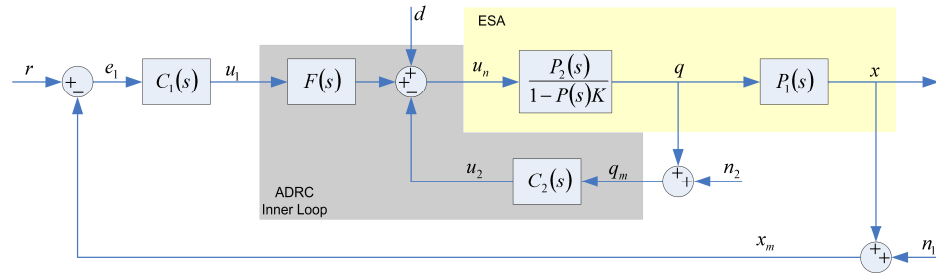 ESA
d
r
+
−
e₁
C₁(s)
u₁
F(s)
+
+
−
uₙ
P₂(s)
1−P(s)K
q
P₁(s)
x
ADRC
Inner Loop
u₂
C₂(s)
qₘ
+
+
n₂
xₘ
+
+
n₁